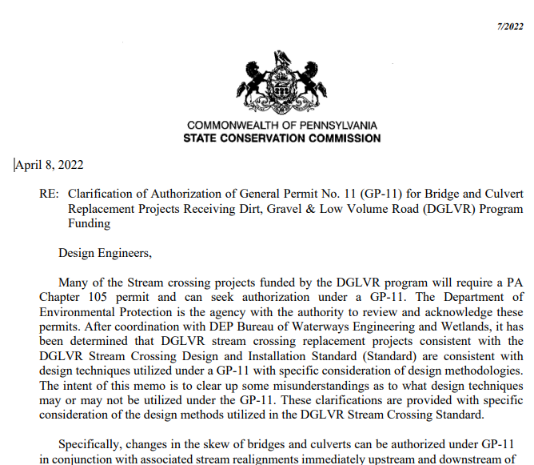 7/2022
COMMONWEALTH OF PENNSYLVANIA
STATE CONSERVATION COMMISSION
April 8, 2022
RE: Clarification of Authorization of General Permit No. 11 (GP-11) for Bridge and Culvert
Replacement Projects Receiving Dirt, Gravel & Low Volume Road (DGLVR) Program
Funding
Design Engineers,
Many of the Stream crossing projects funded by the DGLVR program will require a PA
Chapter 105 permit and can seek authorization under a GP-11. The Department of
Environmental Protection is the agency with the authority to review and acknowledge these
permits. After coordination with DEP Bureau of Waterways Engineering and Wetlands, it has
been determined that DGLVR stream crossing replacement projects consistent with the
DGLVR Stream Crossing Design and Installation Standard (Standard) are consistent with
design techniques utilized under a GP-11 with specific consideration of design methodologies.
The intent of this memo is to clear up some misunderstandings as to what design techniques
may or may not be utilized under the GP-11. These clarifications are provided with specific
consideration of the design methods utilized in the DGLVR Stream Crossing Standard.
Specifically, changes in the skew of bridges and culverts can be authorized under GP-11
in conjunction with associated stream realignments immediately upstream and downstream of